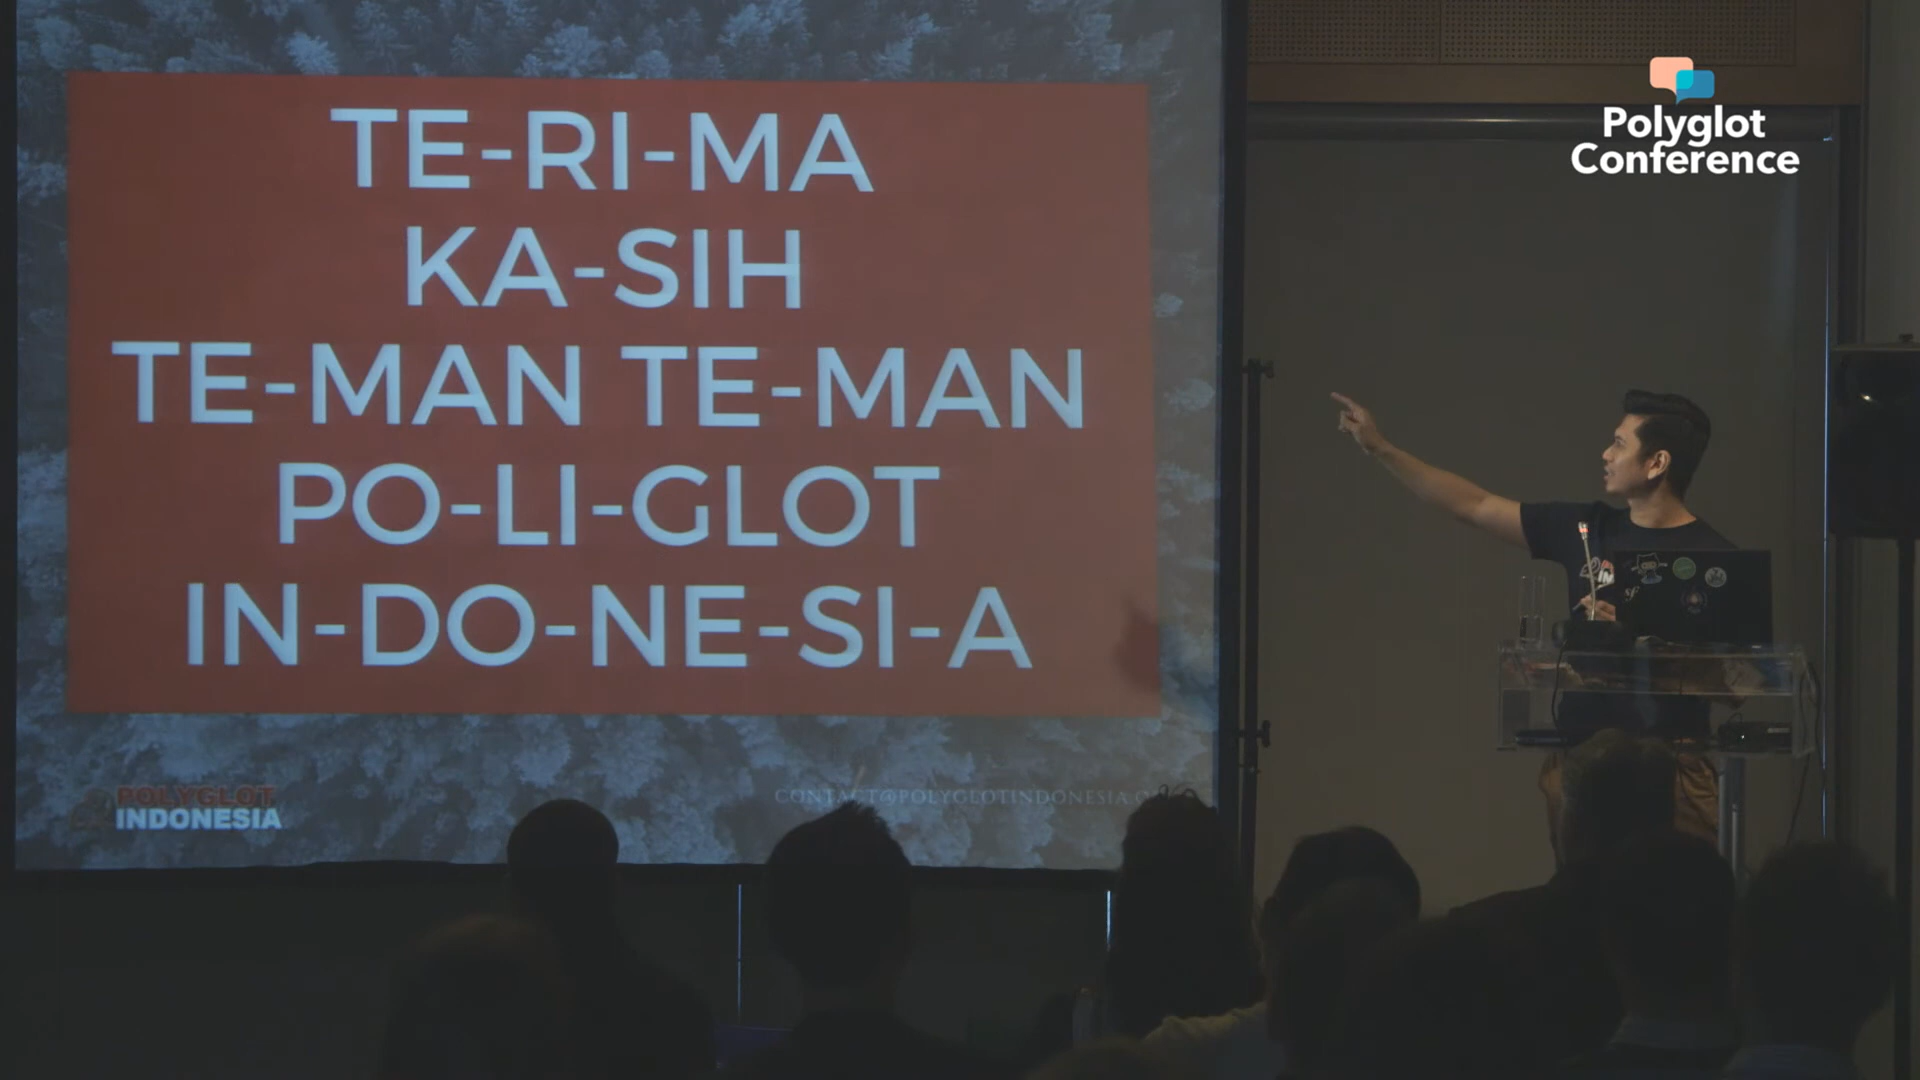 TE-RI-MA
KA-SIH
TE-MAN TE-MAN
PO-LI-GLOT
IN-DO-NE-SI-A
POLYGLOT
INDONESIA
Polyglot
Conference